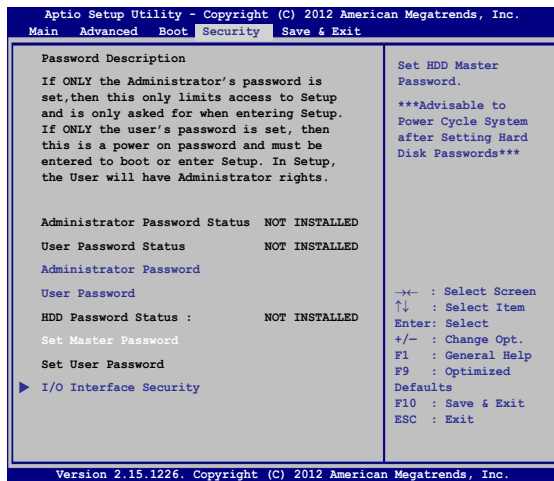 Aptio Setup Utility - Copyright (C) 2012 American Megatrends, Inc.
Main Advanced Boot Security Save & Exit
Password Description
If ONLY the Administrator's password is
set,then this only limits access to Setup
and is only asked for when entering Setup.
If ONLY the user's password is set, then
this is a power on password and must be
entered to boot or enter Setup. In Setup,
the User will have Administrator rights.
Administrator Password Status NOT INSTALLED
User Password Status NOT INSTALLED
Administrator Password
User Password
HDD Password Status : NOT INSTALLED
Set Master Password
Set User Password
I/O Interface Security
Set HDD Master
Password.
***Advisable to
Power Cycle System
after Setting Hard
Disk Passwords***
→← : Select Screen
↑↓ : Select Item
Enter: Select
+/— : Change Opt.
F1 : General Help
F9 : Optimized
Defaults
F10 : Save & Exit
ESC : Exit
Version 2.15.1226. Copyright (C) 2012 American Megatrends, Inc.